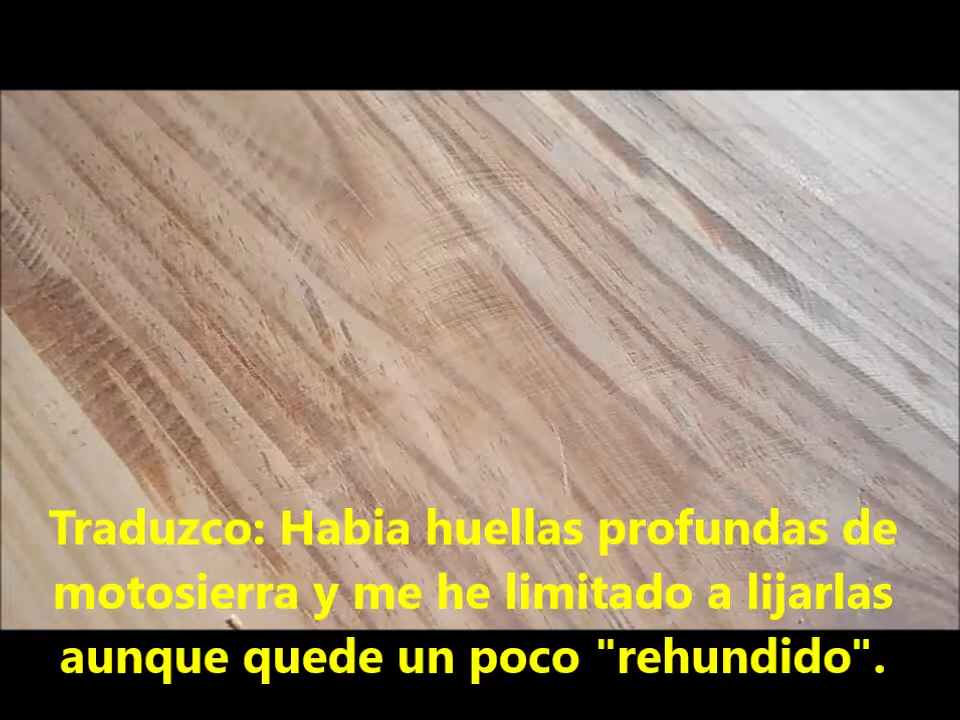 Traduzco: Habia huellas profundas de
motosierra y me he limitado a lijarlas
aunque quede un poco "rehundido".